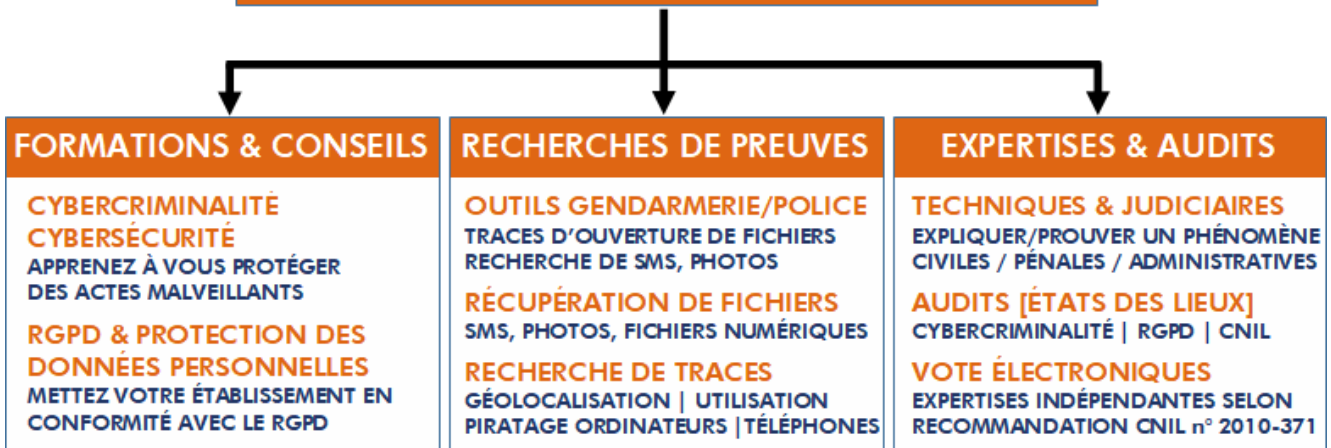 FORMATIONS & CONSEILS
CYBERCRIMINALITÉ
CYBERSÉCURITÉ
APPRENEZ À VOUS PROTÉGER
DES ACTES MALVEILLANTS
RGPD & PROTECTION DES
DONNÉES PERSONNELLES
METTEZ VOTRE ÉTABLISSEMENT EN
CONFORMITÉ AVEC LE RGPD
RECHERCHES DE PREUVES
OUTILS GENDARMERIE/POLICE
TRACES D'OUVERTURE DE FICHIERS
RECHERCHE DE SMS, PHOTOS
RÉCUPÉRATION DE FICHIERS
SMS, PHOTOS, FICHIERS NUMÉRIQUES
RECHERCHE DE TRACES
GÉOLOCALISATION | UTILISATION
PIRATAGE ORDINATEURS |TÉLÉPHONES
EXPERTISES & AUDITS
TECHNIQUES & JUDICIAIRES
EXPLIQUER/PROUVER UN PHÉNOMÈNE
CIVILES / PÉNALES / ADMINISTRATIVES
AUDITS [ÉTATS DES LIEUX]
CYBERCRIMINALITÉ | RGPD | CNIL
VOTE ÉLECTRONIQUES
EXPERTISES INDÉPENDANTES SELON
RECOMMANDATION CNIL n° 2010-371